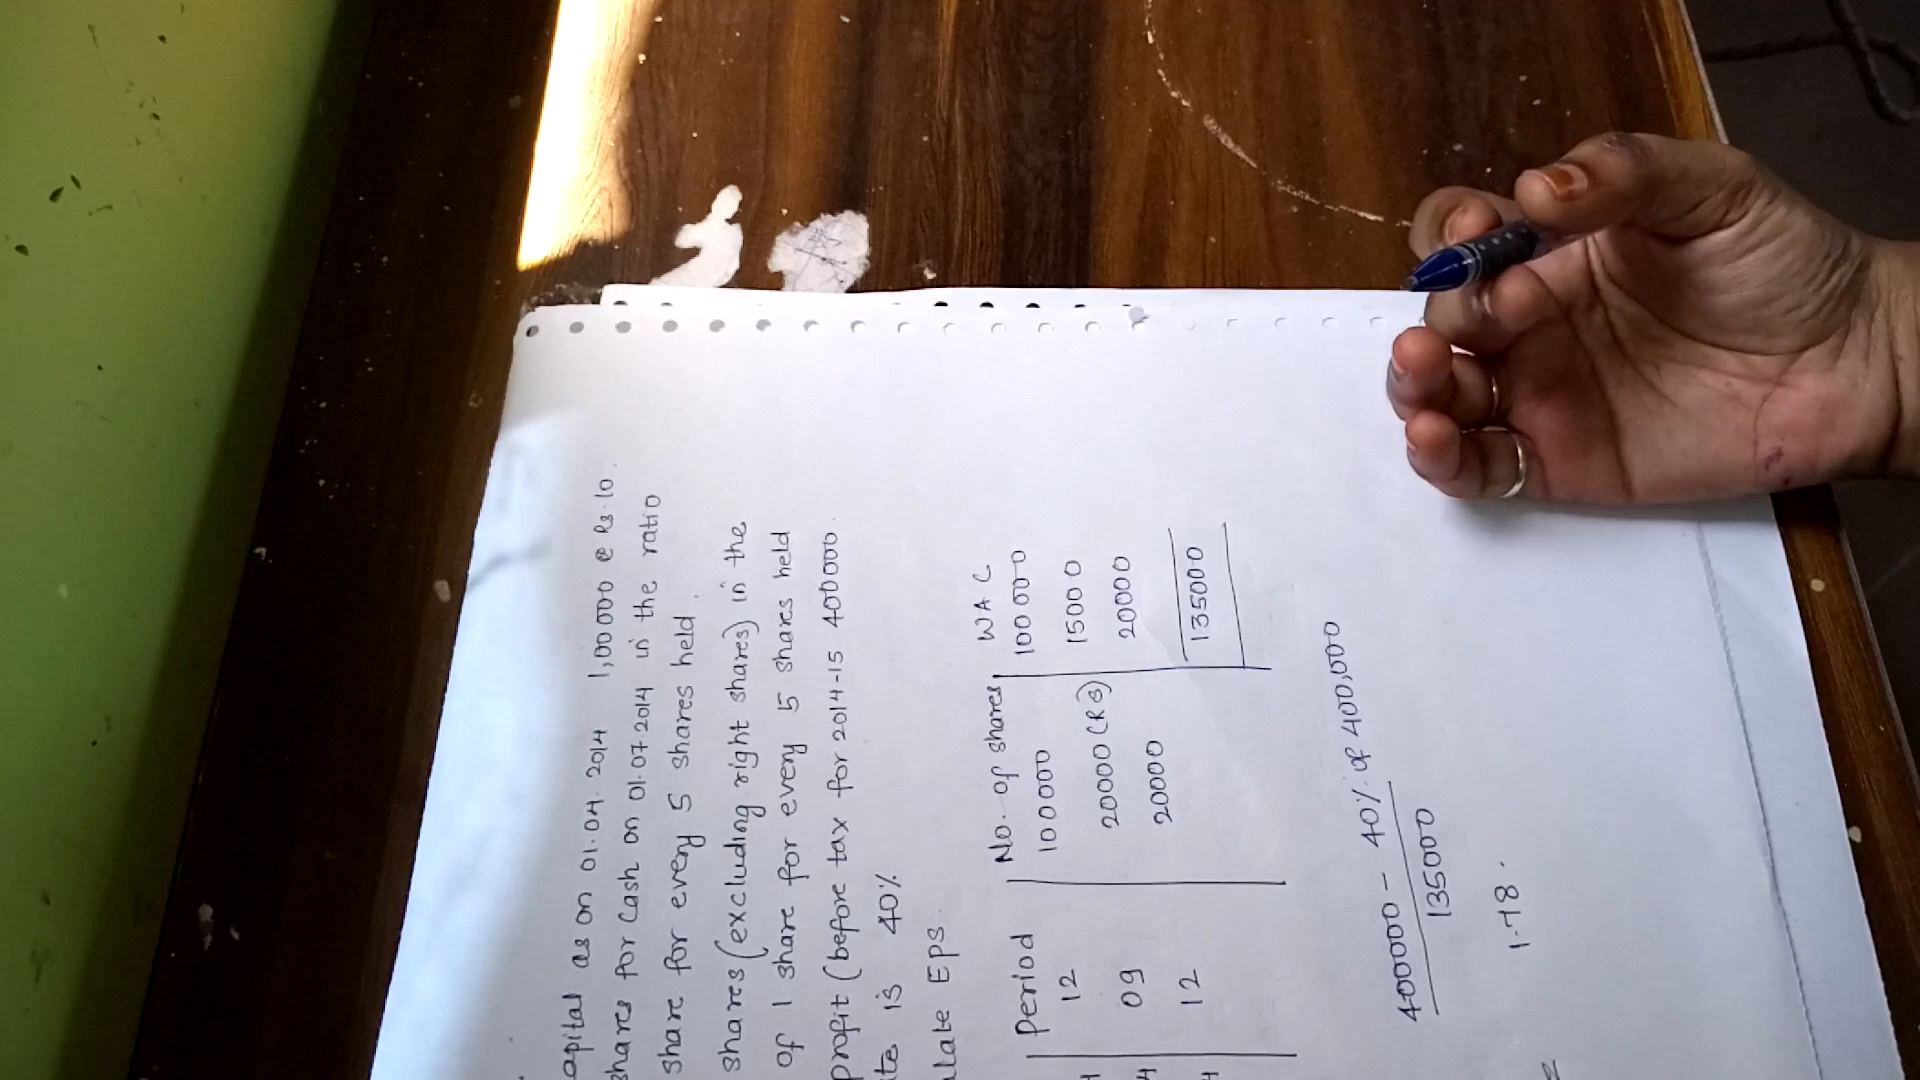 capital as on 01.04.2014 1,00000 @ Rs.10.
shares for cash on 01.07.2014 in the ratio
share for every 5 shares held.
shares (excluding right shares) in the
of 1 share for every 5 shares held
profit (before tax for 2014-15 400000.
is 40%
EPS.
Period No. of shares WAC
12 100000 100000
09 20000 (RS) 15000
12 20000 20000
135000
400000 - 40% of 400,000
135000
1.78.